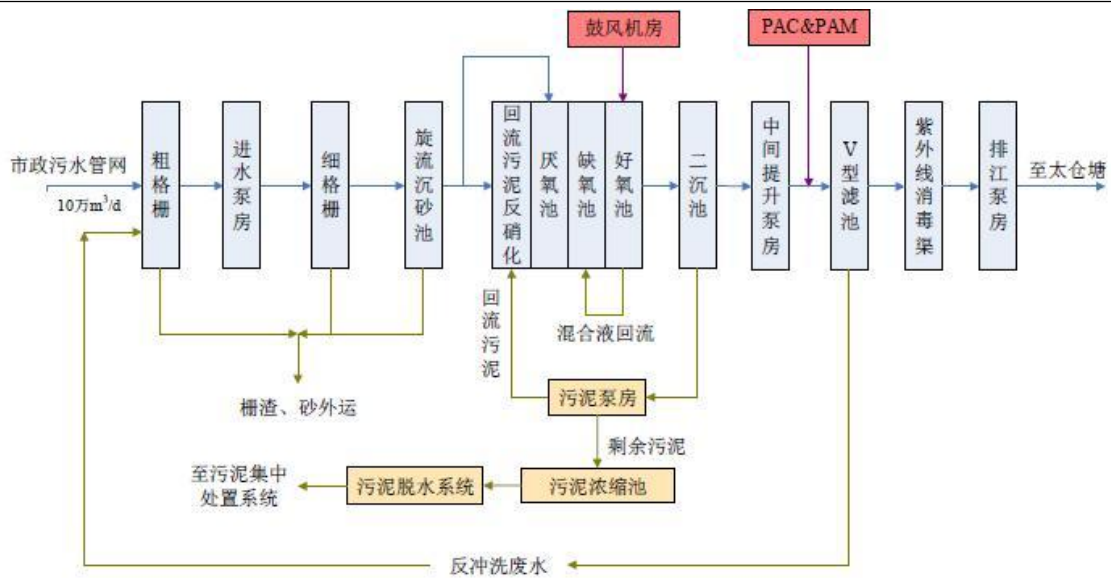 鼓风机房
PAC&PAM
市政污水管网
10万m³/d
粗格栅
进水泵房
细格栅
旋流沉砂池
回流污泥反硝化
厌氧池
缺氧池
好氧池
二沉池
中间提升泵房
V型滤池
紫外线消毒渠
排江泵房
至太仓塘
回流污泥
混合液回流
栅渣、砂外运
污泥泵房
剩余污泥
至污泥集中
处置系统
污泥脱水系统
污泥浓缩池
反冲洗废水